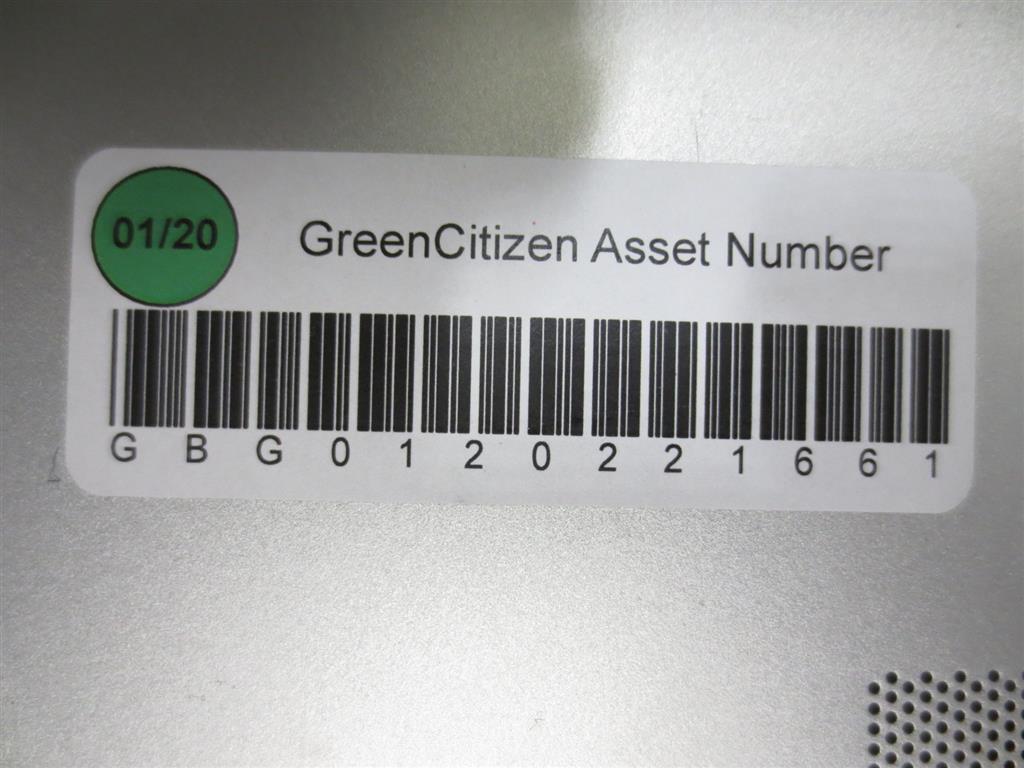 01/20
GreenCitizen Asset Number
GBG0120221661